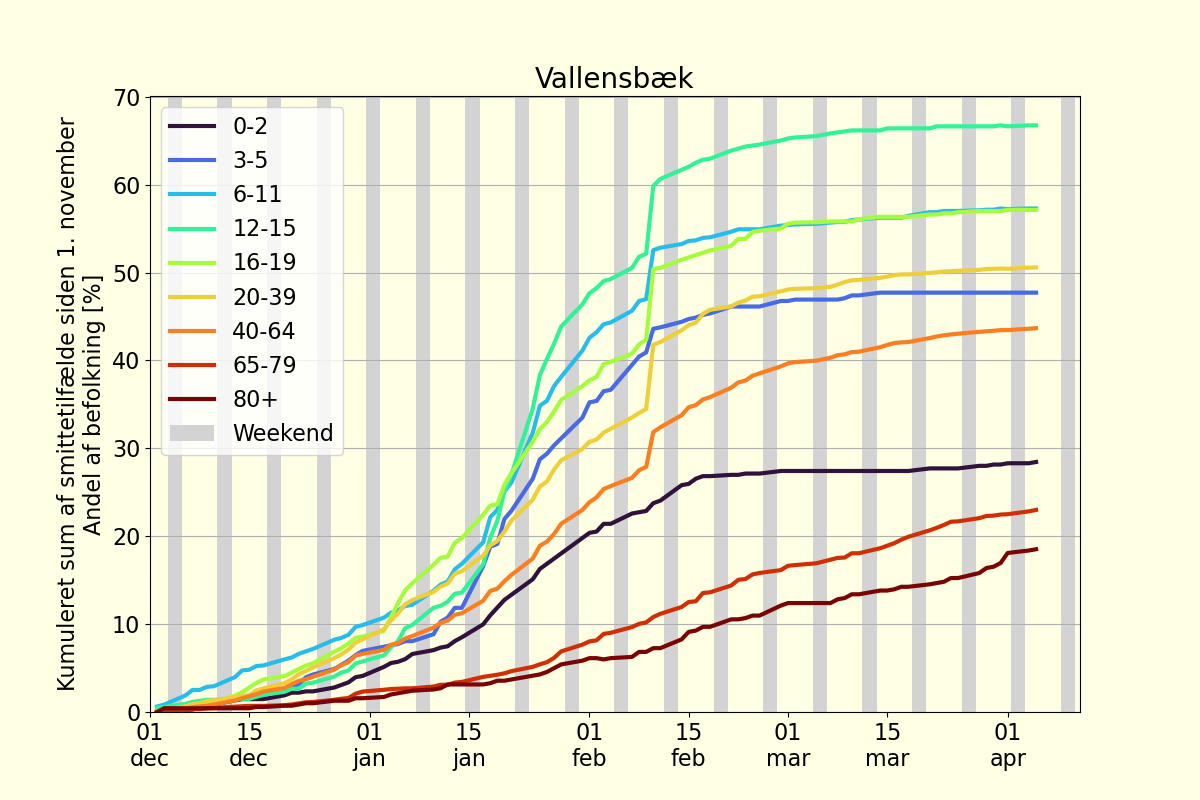 Vallensbæk
Kumuleret sum af smittetilfælde siden 1. november
Andel af befolkning [%]
70
60
50
40
30
20
10
0
0-2
3-5
6-11
12-15
16-19
20-39
40-64
65-79
80+
Weekend
01 15 01 15 01 15 01 15 01
dec dec jan jan feb feb mar mar apr